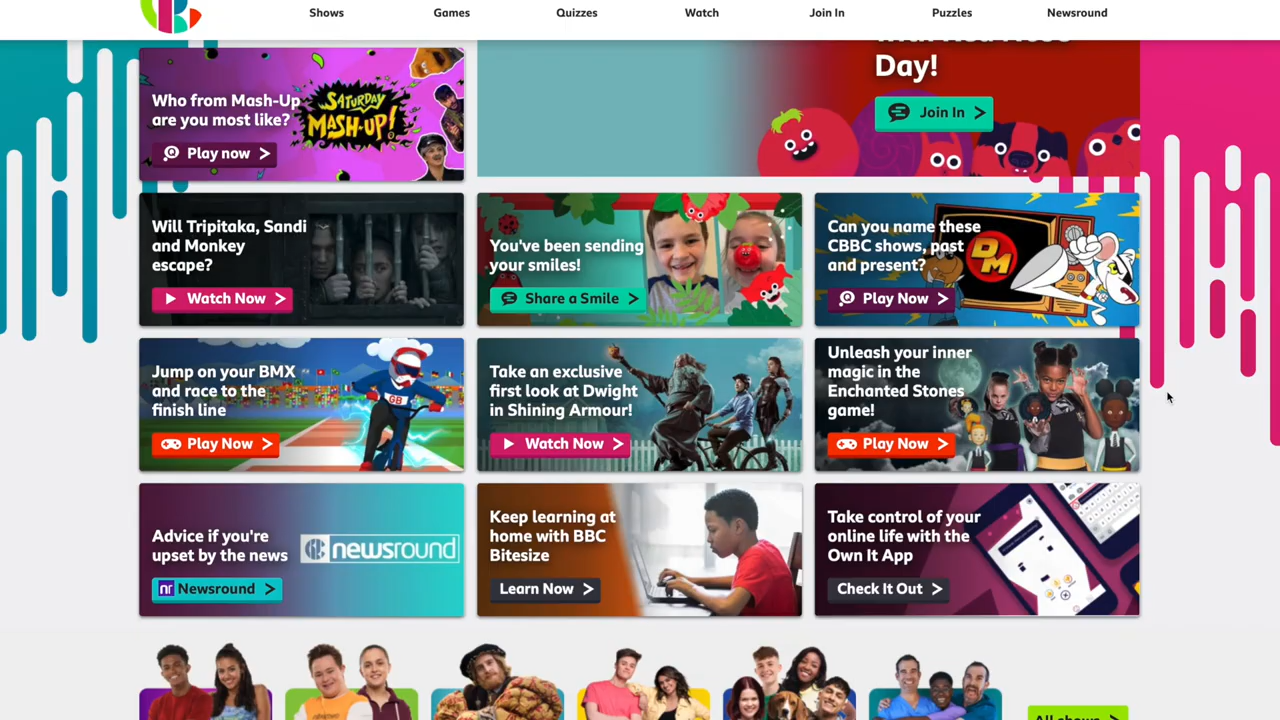 Shows
Games
Quizzes
Watch
Join In
Puzzles
Newsround
Day!
Join In
Who from Mash-Up
are you most like?
Play now
SATURDAY
MASH-UP!
Will Tripitaka, Sandi
and Monkey
escape?
Watch Now
You've been sending
your smiles!
Share a Smile
Can you name these
CBBC shows, past
and present?
Play Now
DM
Jump on your BMX
and race to the
finish line
Play Now
GB
Take an exclusive
first look at Dwight
in Shining Armour!
Watch Now
Unleash your inner
magic in the
Enchanted Stones
game!
Play Now
Advice if you're
upset by the news
nr Newsround
newsround
Keep learning at
home with BBC
Bitesize
Learn Now
Take control of your
online life with the
Own It App
Check It Out
All shows